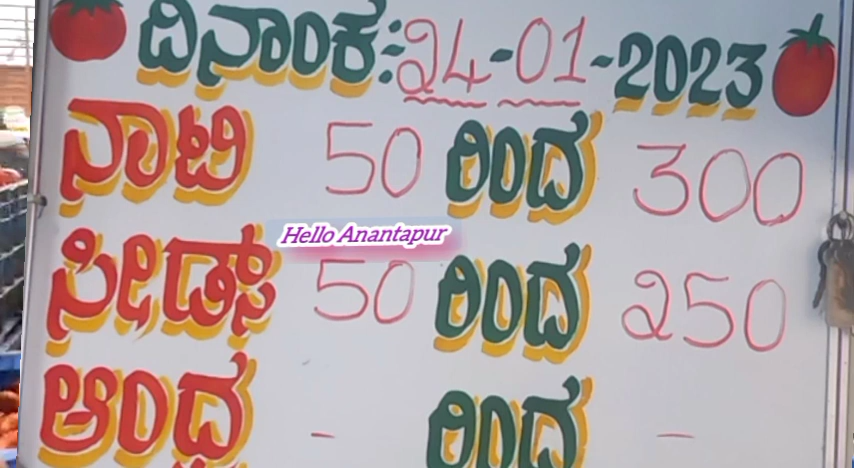 ದಿನಾಂಕ: 24-01-2023
ನಾಟಿ 50 ರಿಂದ 300
Hello Anantapur
ಸೀಡ್ಸ್ 50 ರಿಂದ 250
ಆಂಧ್ರ - ರಿಂದ -